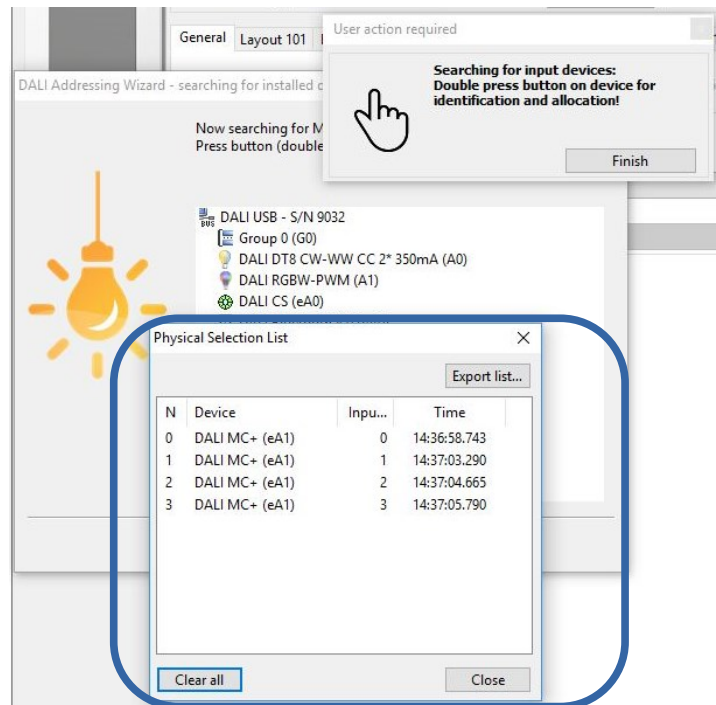 General Layout 101
User action required
Searching for input devices:
Double press button on device for
identification and allocation!
Finish
DALI Addressing Wizard - searching for installed
Now searching for
Press button
BUS
DALI USB - S/N 9032
Group 0 (G0)
DALI DT8 CW-WW CC 2* 350mA (A0)
DALI RGBW-PWM (A1)
DALI CS (eA0)
Physical Selection List
Export list...
N Device Inpu... Time
0 DALI MC+ (eA1) 0 14:36:58.743
1 DALI MC+ (eA1) 1 14:37:03.290
2 DALI MC+ (eA1) 2 14:37:04.665
3 DALI MC+ (eA1) 3 14:37:05.790
Clear all
Close